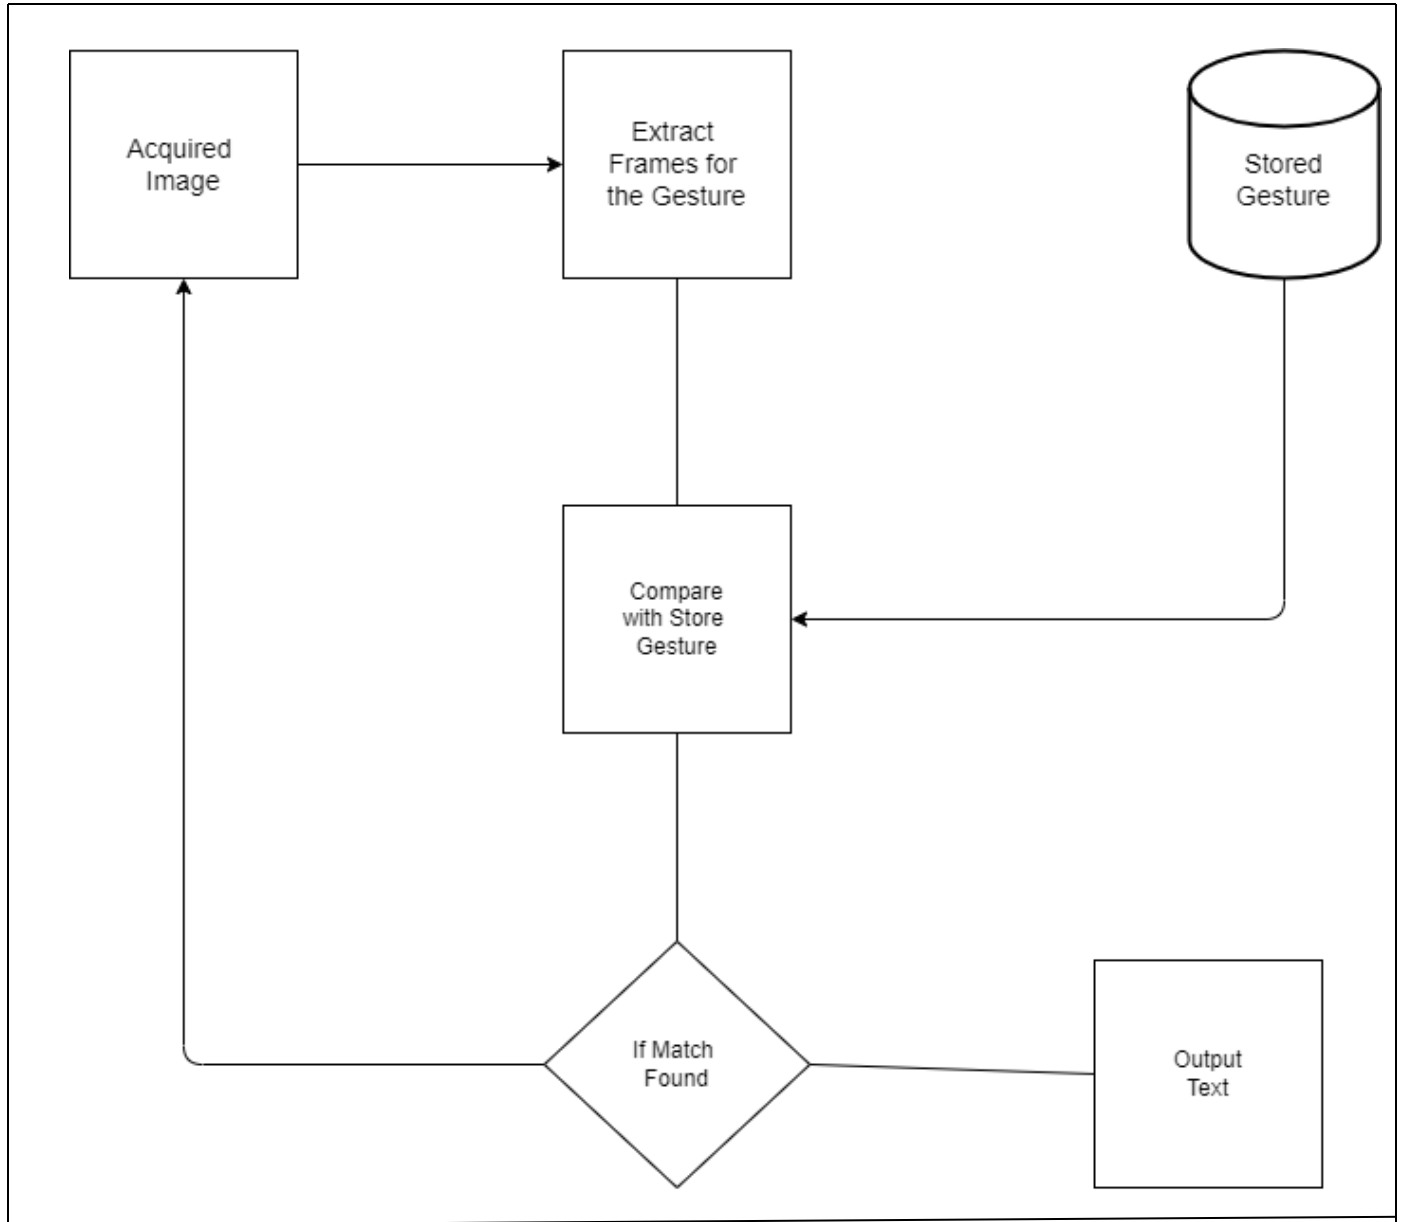 Acquired
Image
Extract
Frames for
the Gesture
Stored
Gesture
Compare
with Store
Gesture
If Match
Found
Output
Text